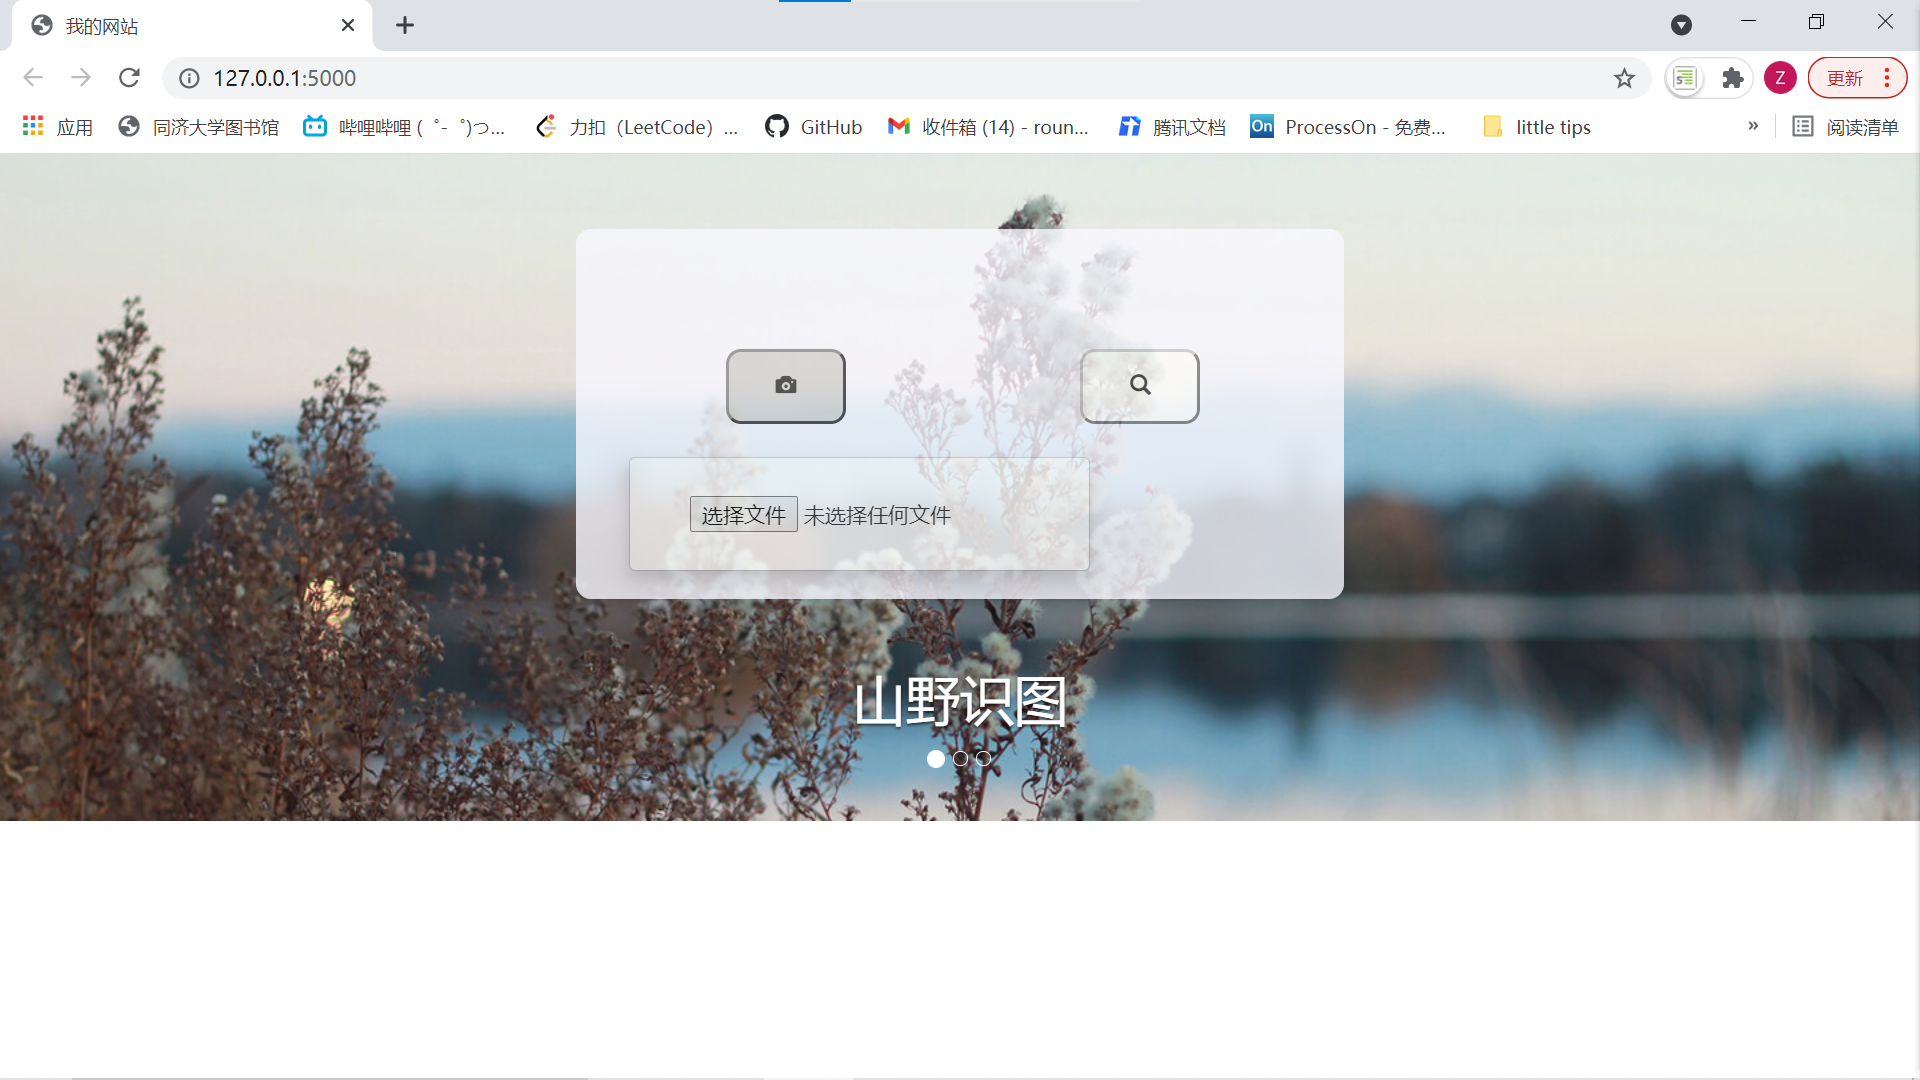 我的网站
127.0.0.1:5000
Z
更新
应用
同济大学图书馆
哔哩哔哩 ( ゜- ゜)つ...
力扣（LeetCode）...
GitHub
收件箱 (14) - roun...
腾讯文档
On
ProcessOn - 免费...
little tips
»
阅读清单
选择文件 未选择任何文件
山野识图